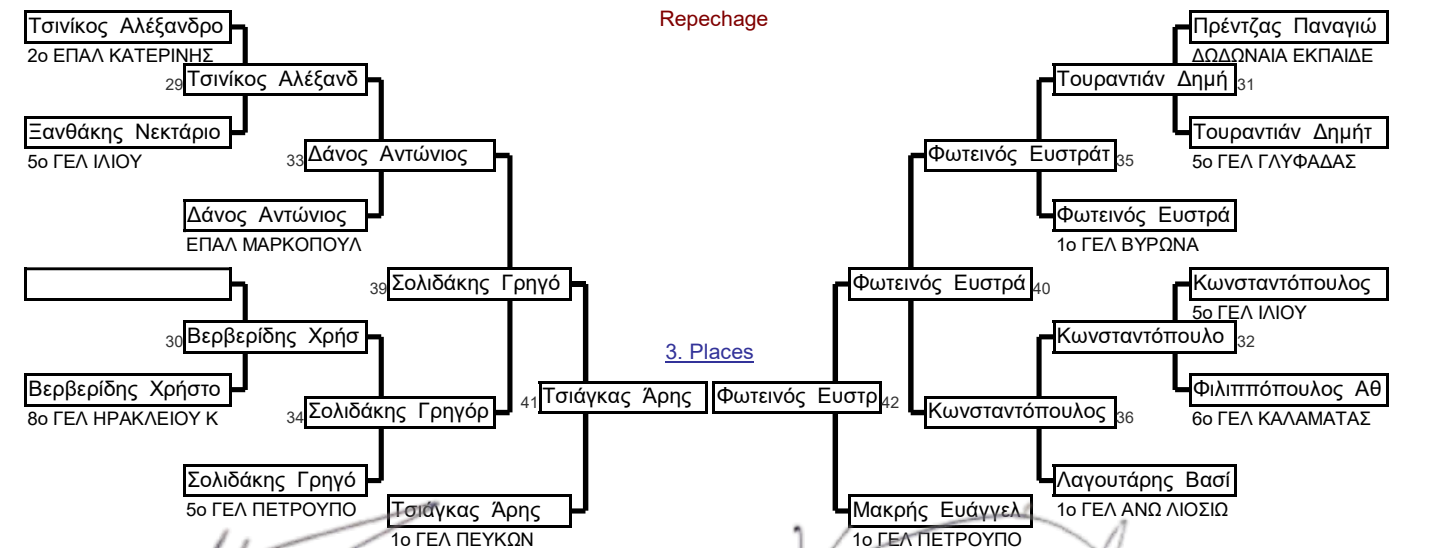 Repechage
Τσινίκος Αλέξανδρο
2ο ΕΠΑΛ ΚΑΤΕΡΙΝΗΣ
29 Τσινίκος Αλέξανδ
Ξανθάκης Νεκτάριο
5ο ΓΕΛ ΙΛΙΟΥ
33 Δάνος Αντώνιος
Δάνος Αντώνιος
ΕΠΑΛ ΜΑΡΚΟΠΟΥΛ
39 Σολιδάκης Γρηγό
30 Βερβερίδης Χρήσ
Βερβερίδης Χρήστο
8ο ΓΕΛ ΗΡΑΚΛΕΙΟΥ Κ
34 Σολιδάκης Γρηγόρ
Σολιδάκης Γρηγό
5ο ΓΕΛ ΠΕΤΡΟΥΠΟ
41 Τσιάγκας Άρης
Τσιάγκας Άρης
1ο ΓΕΛ ΠΕΥΚΩΝ
3. Places
Πρέντζας Παναγιώ
ΔΩΔΩΝΑΙΑ ΕΚΠΑΙΔΕ
Τουραντιάν Δημή 31
Τουραντιάν Δημήτ
5ο ΓΕΛ ΓΛΥΦΑΔΑΣ
Φωτεινός Ευστράτ 35
Φωτεινός Ευστρά
1ο ΓΕΛ ΒΥΡΩΝΑ
Φωτεινός Ευστρά 40
Κωνσταντόπουλος
5ο ΓΕΛ ΙΛΙΟΥ
Κωνσταντόπουλο 32
Φιλιππόπουλος Αθ
6ο ΓΕΛ ΚΑΛΑΜΑΤΑΣ
Κωνσταντόπουλος 36
Λαγουτάρης Βασί
1ο ΓΕΛ ΑΝΩ ΛΙΟΣΙΩ
Φωτεινός Ευστρ 42
Μακρής Ευάγγελ
1ο ΓΕΛ ΠΕΤΡΟΥΠΟ